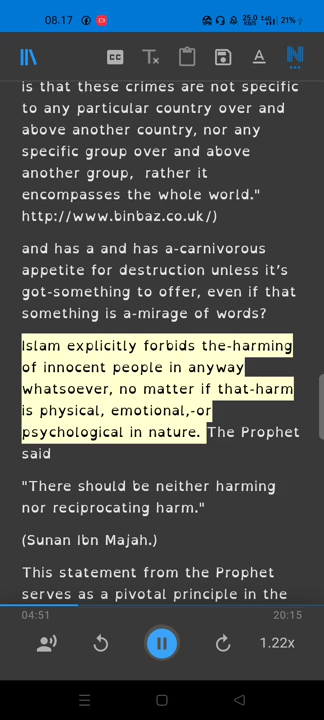 08.17
25.0 KB/S
21%
CC
is that these crimes are not specific
to any particular country over and
above another country, nor any
specific group over and above
another group,  rather it
encompasses the whole world."
http://www.binbaz.co.uk/)
and has a and has a-carnivorous
appetite for destruction unless it's
got-something to offer, even if that
something is a-mirage of words?
Islam explicitly forbids the-harming
of innocent people in anyway
whatsoever, no matter if that-harm
is physical, emotional,-or
psychological in nature. The Prophet
said
"There should be neither harming
nor reciprocating harm."
(Sunan Ibn Majah.)
This statement from the Prophet
serves as a pivotal principle in the
04:51
20:15
1.22x